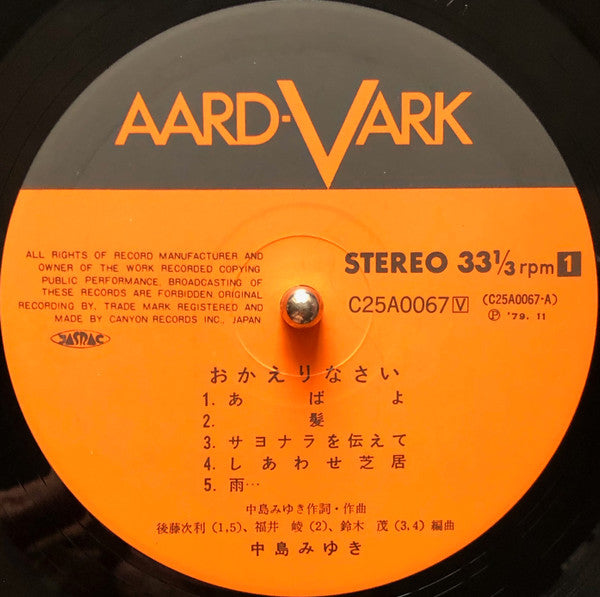 AARD-VARK
ALL RIGHTS OF RECORD MANUFACTURER AND
OWNER OF THE WORK RECORDED COPYING
PUBLIC PERFORMANCE, BROADCASTING OF
THESE RECORDS ARE FORBIDDEN ORIGINAL
RECORDING BY, TRADE MARK REGISTERED AND
MADE BY CANYON RECORDS INC., JAPAN
JASRAC
STEREO 33⅓ rpm 1
C25A0067 V (C25A0067-A)
Ⓟ '79. 11
おかえりなさい
1. あばよ
2. 髪
3. サヨナラを伝えて
4. しあわせ芝居
5. 雨…
中島みゆき作詞・作曲
後藤次利 (1,5)、福井 崚 (2)、鈴木 茂 (3,4) 編曲
中島みゆき